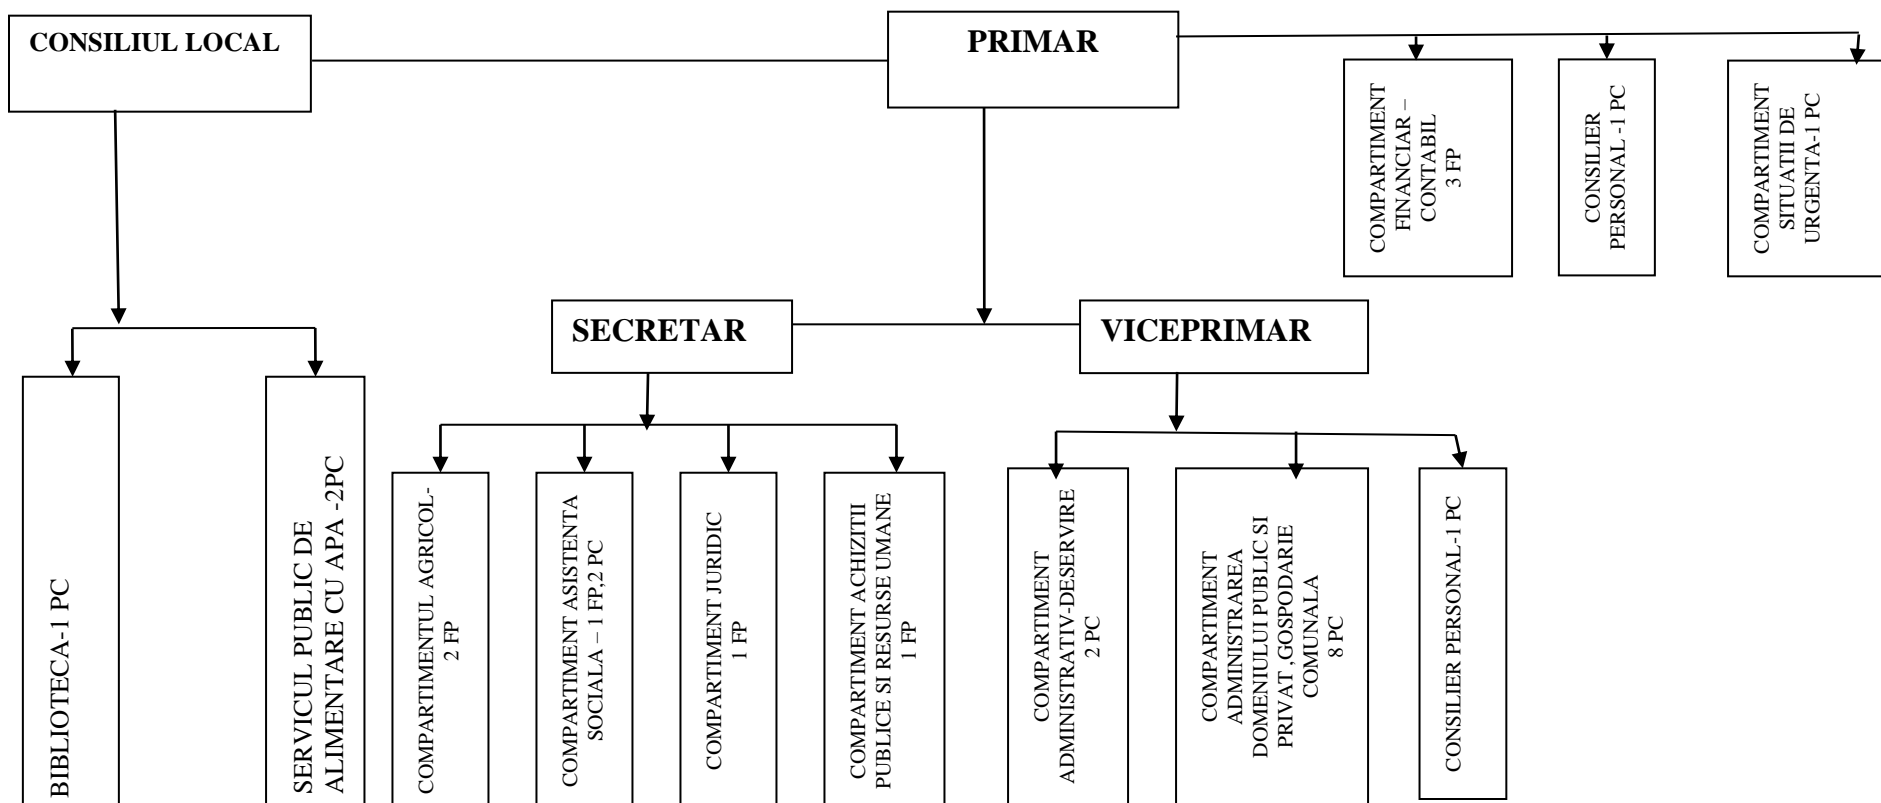 CONSILIUL LOCAL
PRIMAR
COMPARTIMENT
FINANCIAR –
CONTABIL
3 FP
CONSILIER
PERSONAL -1 PC
COMPARTIMENT
SITUATII DE
URGENTA-1 PC
SECRETAR
VICEPRIMAR
BIBLIOTECA-1 PC
SERVICIUL PUBLIC DE
ALIMENTARE CU APA -2PC
COMPARTIMENTUL AGRICOL-
2 FP
COMPARTIMENT ASISTENTA
SOCIALA – 1 FP,2 PC
COMPARTIMENT JURIDIC
1 FP
COMPARTIMENT ACHIZITII
PUBLICE SI RESURSE UMANE
1 FP
COMPARTIMENT
ADMINISTRATIV-DESERVIRE
2 PC
COMPARTIMENT
ADMINISTRAREA
DOMENIULUI PUBLIC SI
PRIVAT ,GOSPODARIE
COMUNALA
8 PC
CONSILIER PERSONAL-1 PC